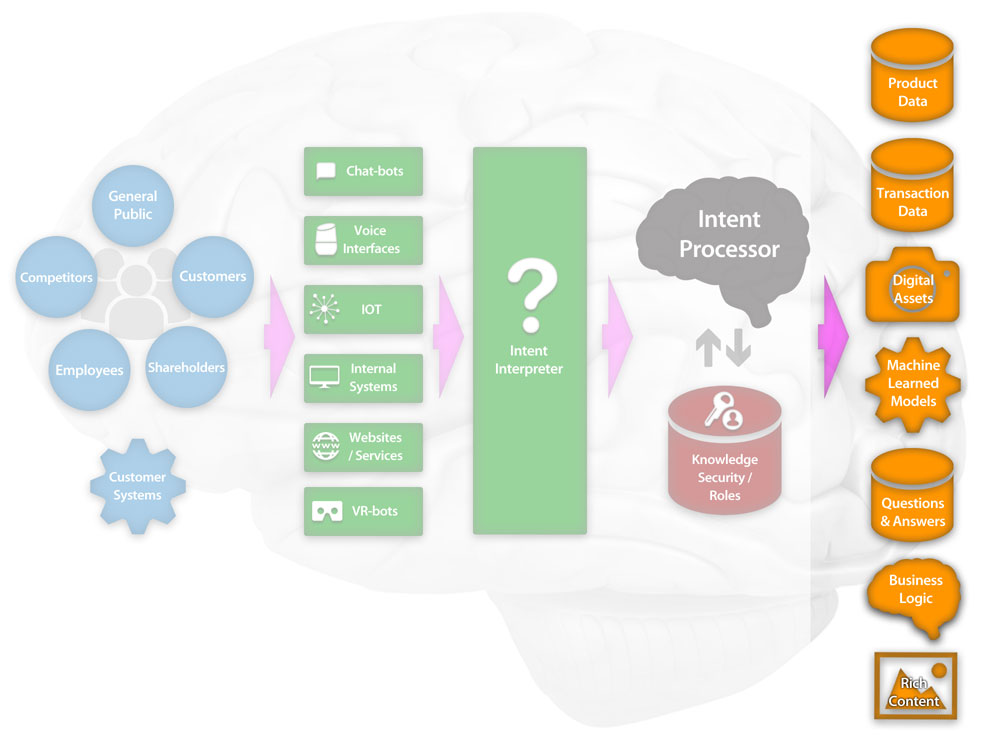 General
Public
Competitors
Customers
Employees
Shareholders
Customer
Systems
Chat-bots
Voice
Interfaces
IOT
Internal
Systems
www
Websites
/ Services
VR-bots
?
Intent
Interpreter
Intent
Processor
Knowledge
Security /
Roles
Product
Data
Transaction
Data
Digital
Assets
Machine
Learned
Models
Questions
& Answers
Business
Logic
Rich
Content